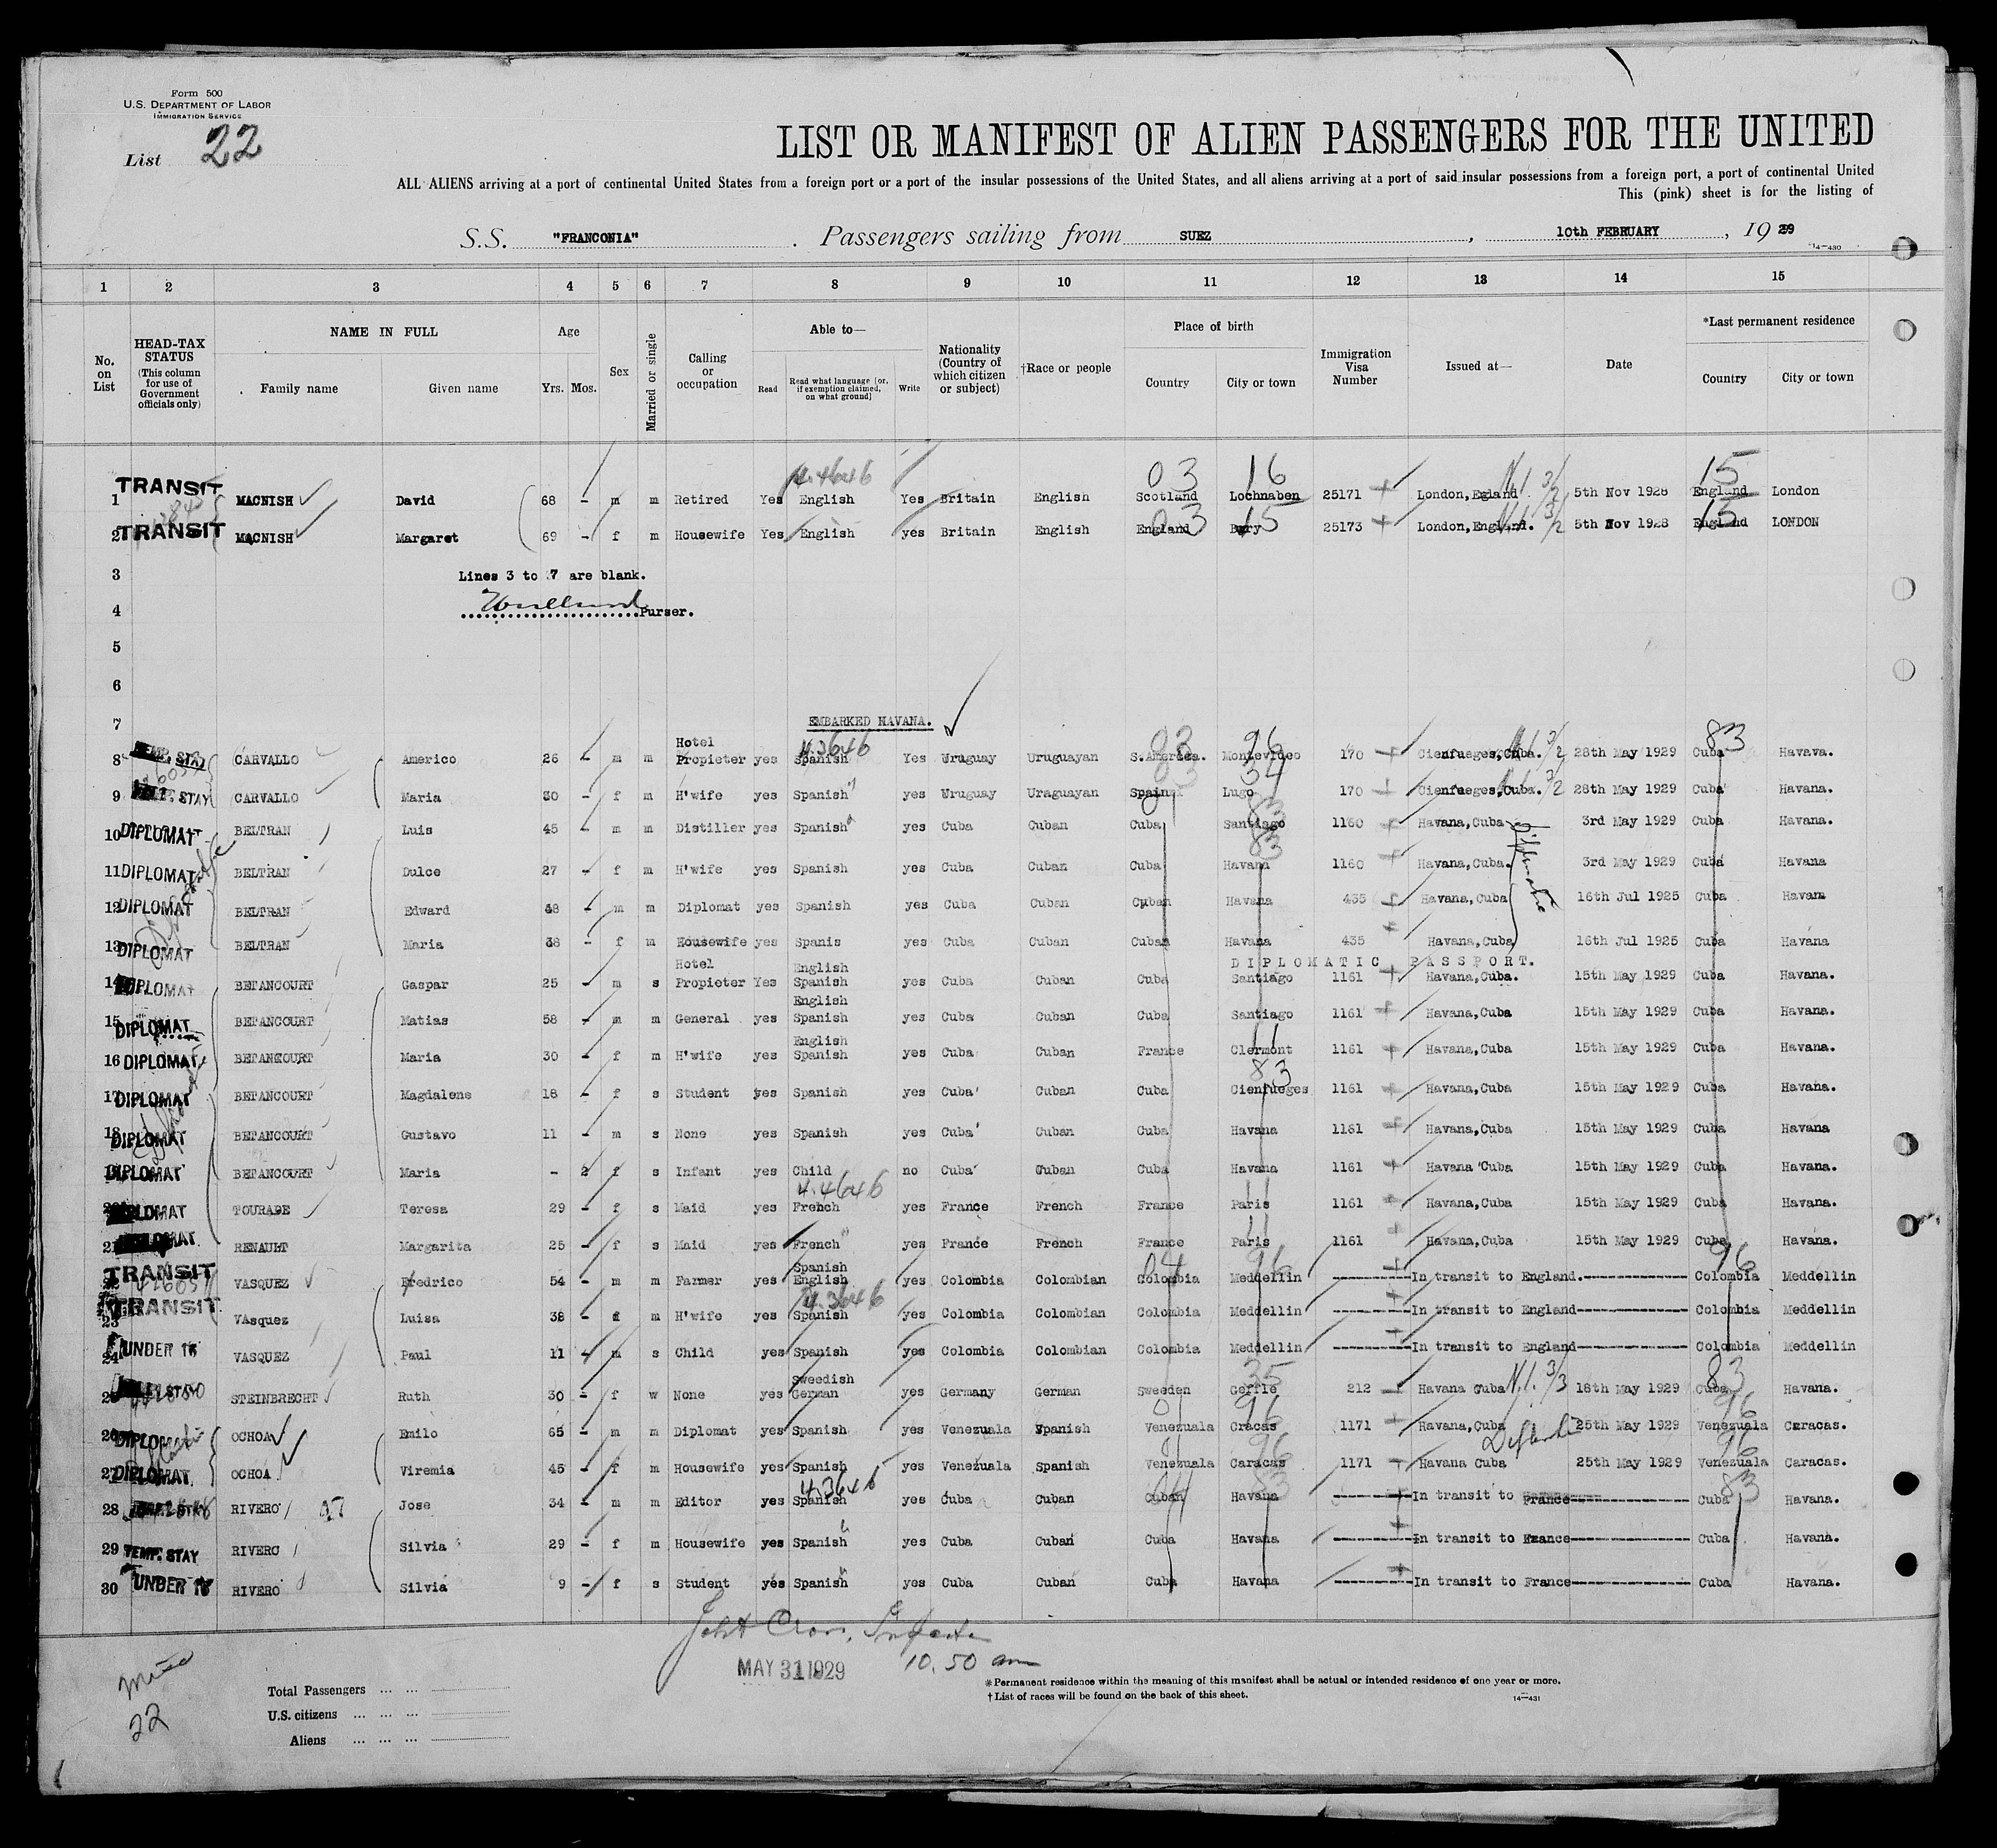 Form 500
U.S. DEPARTMENT OF LABOR
IMMIGRATION SERVICE
List 22
LIST OR MANIFEST OF ALIEN PASSENGERS FOR THE UNITED
ALL ALIENS arriving at a port of continental United States from a foreign port or a port of the insular possessions of the United States, and all aliens arriving at a port of said insular possessions from a foreign port, a port of continental United
This (pink) sheet is for the listing of
S.S. "FRANCONIA" . Passengers sailing from SUEZ , 10th FEBRUARY , 1929
14—430
1 2 3 4 5 6 7 8 9 10 11 12 13 14 15
No. on List
HEAD-TAX STATUS (This column for use of Government officials only)
NAME IN FULL
Family name Given name
Age
Yrs. Mos.
Sex
Married or single
Calling or occupation
Able to—
Read Read what language (or, if exemption claimed, on what ground) Write
Nationality (Country of which citizen or subject)
†Race or people
Place of birth
Country City or town
Immigration Visa Number
Issued at—
Date
*Last permanent residence
Country City or town
4.4646 03 16 15
1 TRANSIT MACNISH David 68 - m m Retired Yes English Yes Britain English Scotland Lochnaben 25171 London,Egland 5th Nov 1928 England London
2 TRANSIT MACNISH Margaret 69 - f m Housewife Yes English yes Britain English England Bury 25173 London,England. 5th Nov 1928 England LONDON
3 Lines 3 to 7 are blank.
4 Purser.
5
6
7 EMBARKED HAVANA.
8 TEMP. STAY CARVALLO Americo 26 - m m Hotel Propieter yes Spanish Yes Uruguay Uruguayan S.America. Montevideo 170 Cienfueges,Cuba. 28th May 1929 Cuba Havava.
9 TEMP. STAY CARVALLO Maria 30 - f m H'wife yes Spanish yes Uruguay Uraguayan Spain Lugo 170 Cienfueges,Cuba. 28th May 1929 Cuba Havana.
10 DIPLOMAT BELTRAN Luis 45 - m m Distiller yes Spanish yes Cuba Cuban Cuba Santiago 1160 Havana,Cuba 3rd May 1929 Cuba Havana.
11 DIPLOMAT BELTRAN Dulce 27 - f m H'wife yes Spanish yes Cuba Cuban Cuba Havana 1160 Havana,Cuba. 3rd May 1929 Cuba Havana
12 DIPLOMAT BELTRAN Edward 48 - m m Diplomat yes Spanish yes Cuba Cuban Cuban Havana 435 Havana,Cuba 16th Jul 1925 Cuba Havana
13 DIPLOMAT BELTRAN Maria 38 - f m Housewife yes Spanis yes Cuba Cuban Cuban Havana 435 Havana,Cuba 16th Jul 1925 Cuba Havana
DIPLOMATIC PASSPORT.
14 DIPLOMAT BETANCOURT Gaspar 25 - m s Hotel Propieter Yes English Spanish yes Cuba Cuban Cuba Santiago 1161 Havana,Cuba. 15th May 1929 Cuba Havana.
15 DIPLOMAT BETANCOURT Matias 58 - m m General yes English Spanish yes Cuba Cuban Cuba Santiago 1161 Havana,Cuba 15th May 1929 Cuba Havana.
16 DIPLOMAT BETANCOURT Maria 30 - f m H'wife yes English Spanish yes Cuba Cuban France Clermont 1161 Havana,Cuba 15th May 1929 Cuba Havana.
17 DIPLOMAT BETANCOURT Magdalena 18 - f s Student yes Spanish yes Cuba Cuban Cuba Cienfueges 1161 Havana,Cuba 15th May 1929 Cuba Havana.
18 DIPLOMAT BETANCOURT Gustavo 11 - m s None yes Spanish yes Cuba Cuban Cuba Havana 1161 Havana,Cuba 15th May 1929 Cuba Havana
19 DIPLOMAT BETANCOURT Maria - 2 f s Infant yes Child no Cuba Cuban Cuba Havana 1161 Havana Cuba 15th May 1929 Cuba Havana.
20 DIPLOMAT TOURADE Teresa 29 - f s Maid yes French yes France French France Paris 1161 Havana,Cuba 15th May 1929 Cuba Havana.
21 DIPLOMAT RENAULT Margarita 25 - f s Maid yes French yes France French France Paris 1161 Havana,Cuba 15th May 1929 Cuba Havana.
22 TRANSIT VASQUEZ Fredrico 54 - m m Farmer yes Spanish English yes Colombia Colombian Colombia Meddellin In transit to England. Colombia Meddellin
23 TRANSIT VAsquez Luisa 38 - f m H'wife yes Spanish yes Colombia Colombian Colombia Meddellin In transit to England Colombia Meddellin
24 UNDER 16 VASQUEZ Paul 11 - m s Child yes Spanish yes Colombia Colombian Colombia Meddellin In transit to England Colombia Meddellin
25 STAY STEINBRECHT Ruth 30 - f w None yes Swedish German yes Germany German Sweden Geffle 212 Havana Cuba 18th May 1929 Cuba Havana.
26 DIPLOMAT OCHOA Emilo 65 - m m Diplomat yes Spanish yes Venezuala Spanish Venezuala Cracas 1171 Havana,Cuba 25th May 1929 Venezuala Caracas.
27 DIPLOMAT OCHOA Viremia 45 - f m Housewife yes Spanish yes Venezuala Spanish Venezuala Caracas 1171 Havana Cuba 25th May 1929 Venezuala Caracas.
28 TEMP. STAY RIVERO Jose 34 - m m Editor yes Spanish yes Cuba Cuban Cuban Havana In transit to France Cuba Havana.
29 TEMP. STAY RIVERO Silvia 29 - f m Housewife yes Spanish yes Cuba Cuban Cuba Havana In transit to France Cuba Havana.
30 UNDER 16 RIVERO Silvia 9 - f s Student yes Spanish yes Cuba Cuban Cuba Havana In transit to France Cuba Havana.
MAY 31 1929 10.50 am
22
Total Passengers ... ...
U.S. citizens ... ... ...
Aliens ... ... ...
*Permanent residence within the meaning of this manifest shall be actual or intended residence of one year or more.
†List of races will be found on the back of this sheet.
14—431